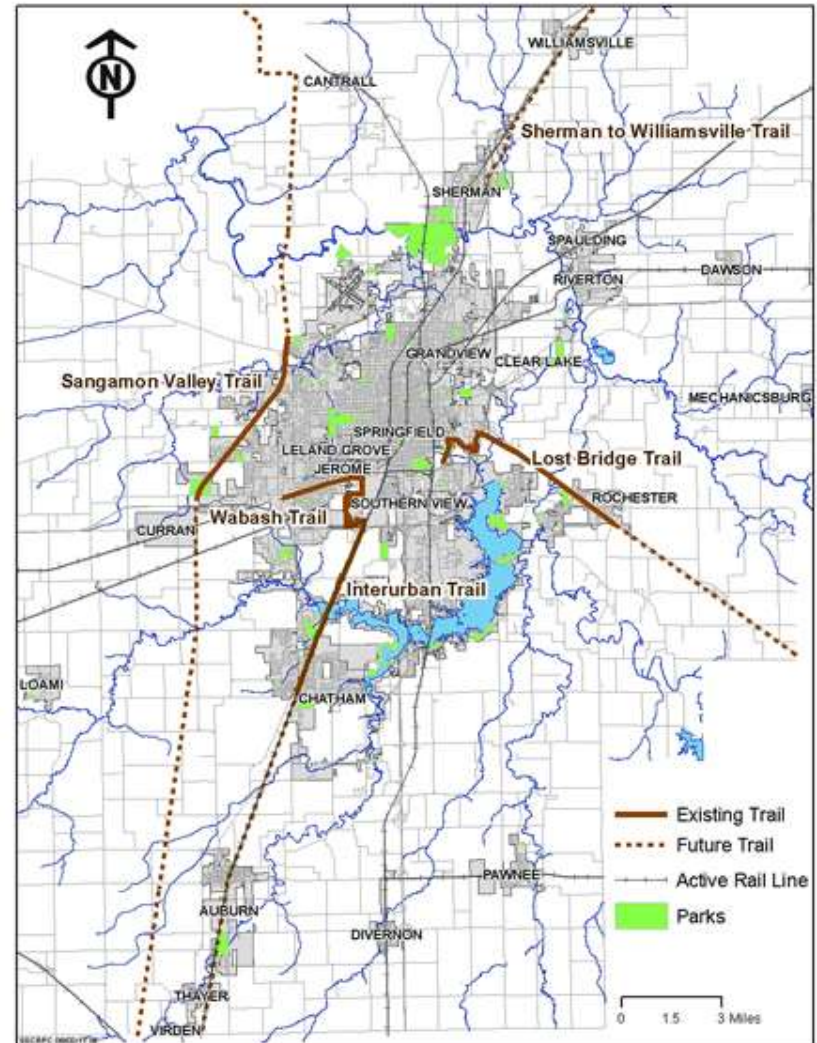 N
WILLIAMSVILLE
CANTRALL
Sherman to Williamsville Trail
SHERMAN
SPAULDING
RIVERTON
DAWSON
GRANDVIEW
CLEAR LAKE
Sangamon Valley Trail
MECHANICSBURG
SPRINGFIELD
LELAND GROVE
JEROME
Lost Bridge Trail
ROCHESTER
SOUTHERN VIEW
Wabash Trail
CURRAN
Interurban Trail
LOAMI
CHATHAM
Existing Trail
Future Trail
Active Rail Line
Parks
PAWNEE
AUBURN
DIVERNON
THAYER
VIRDEN
0 1.5 3 Miles